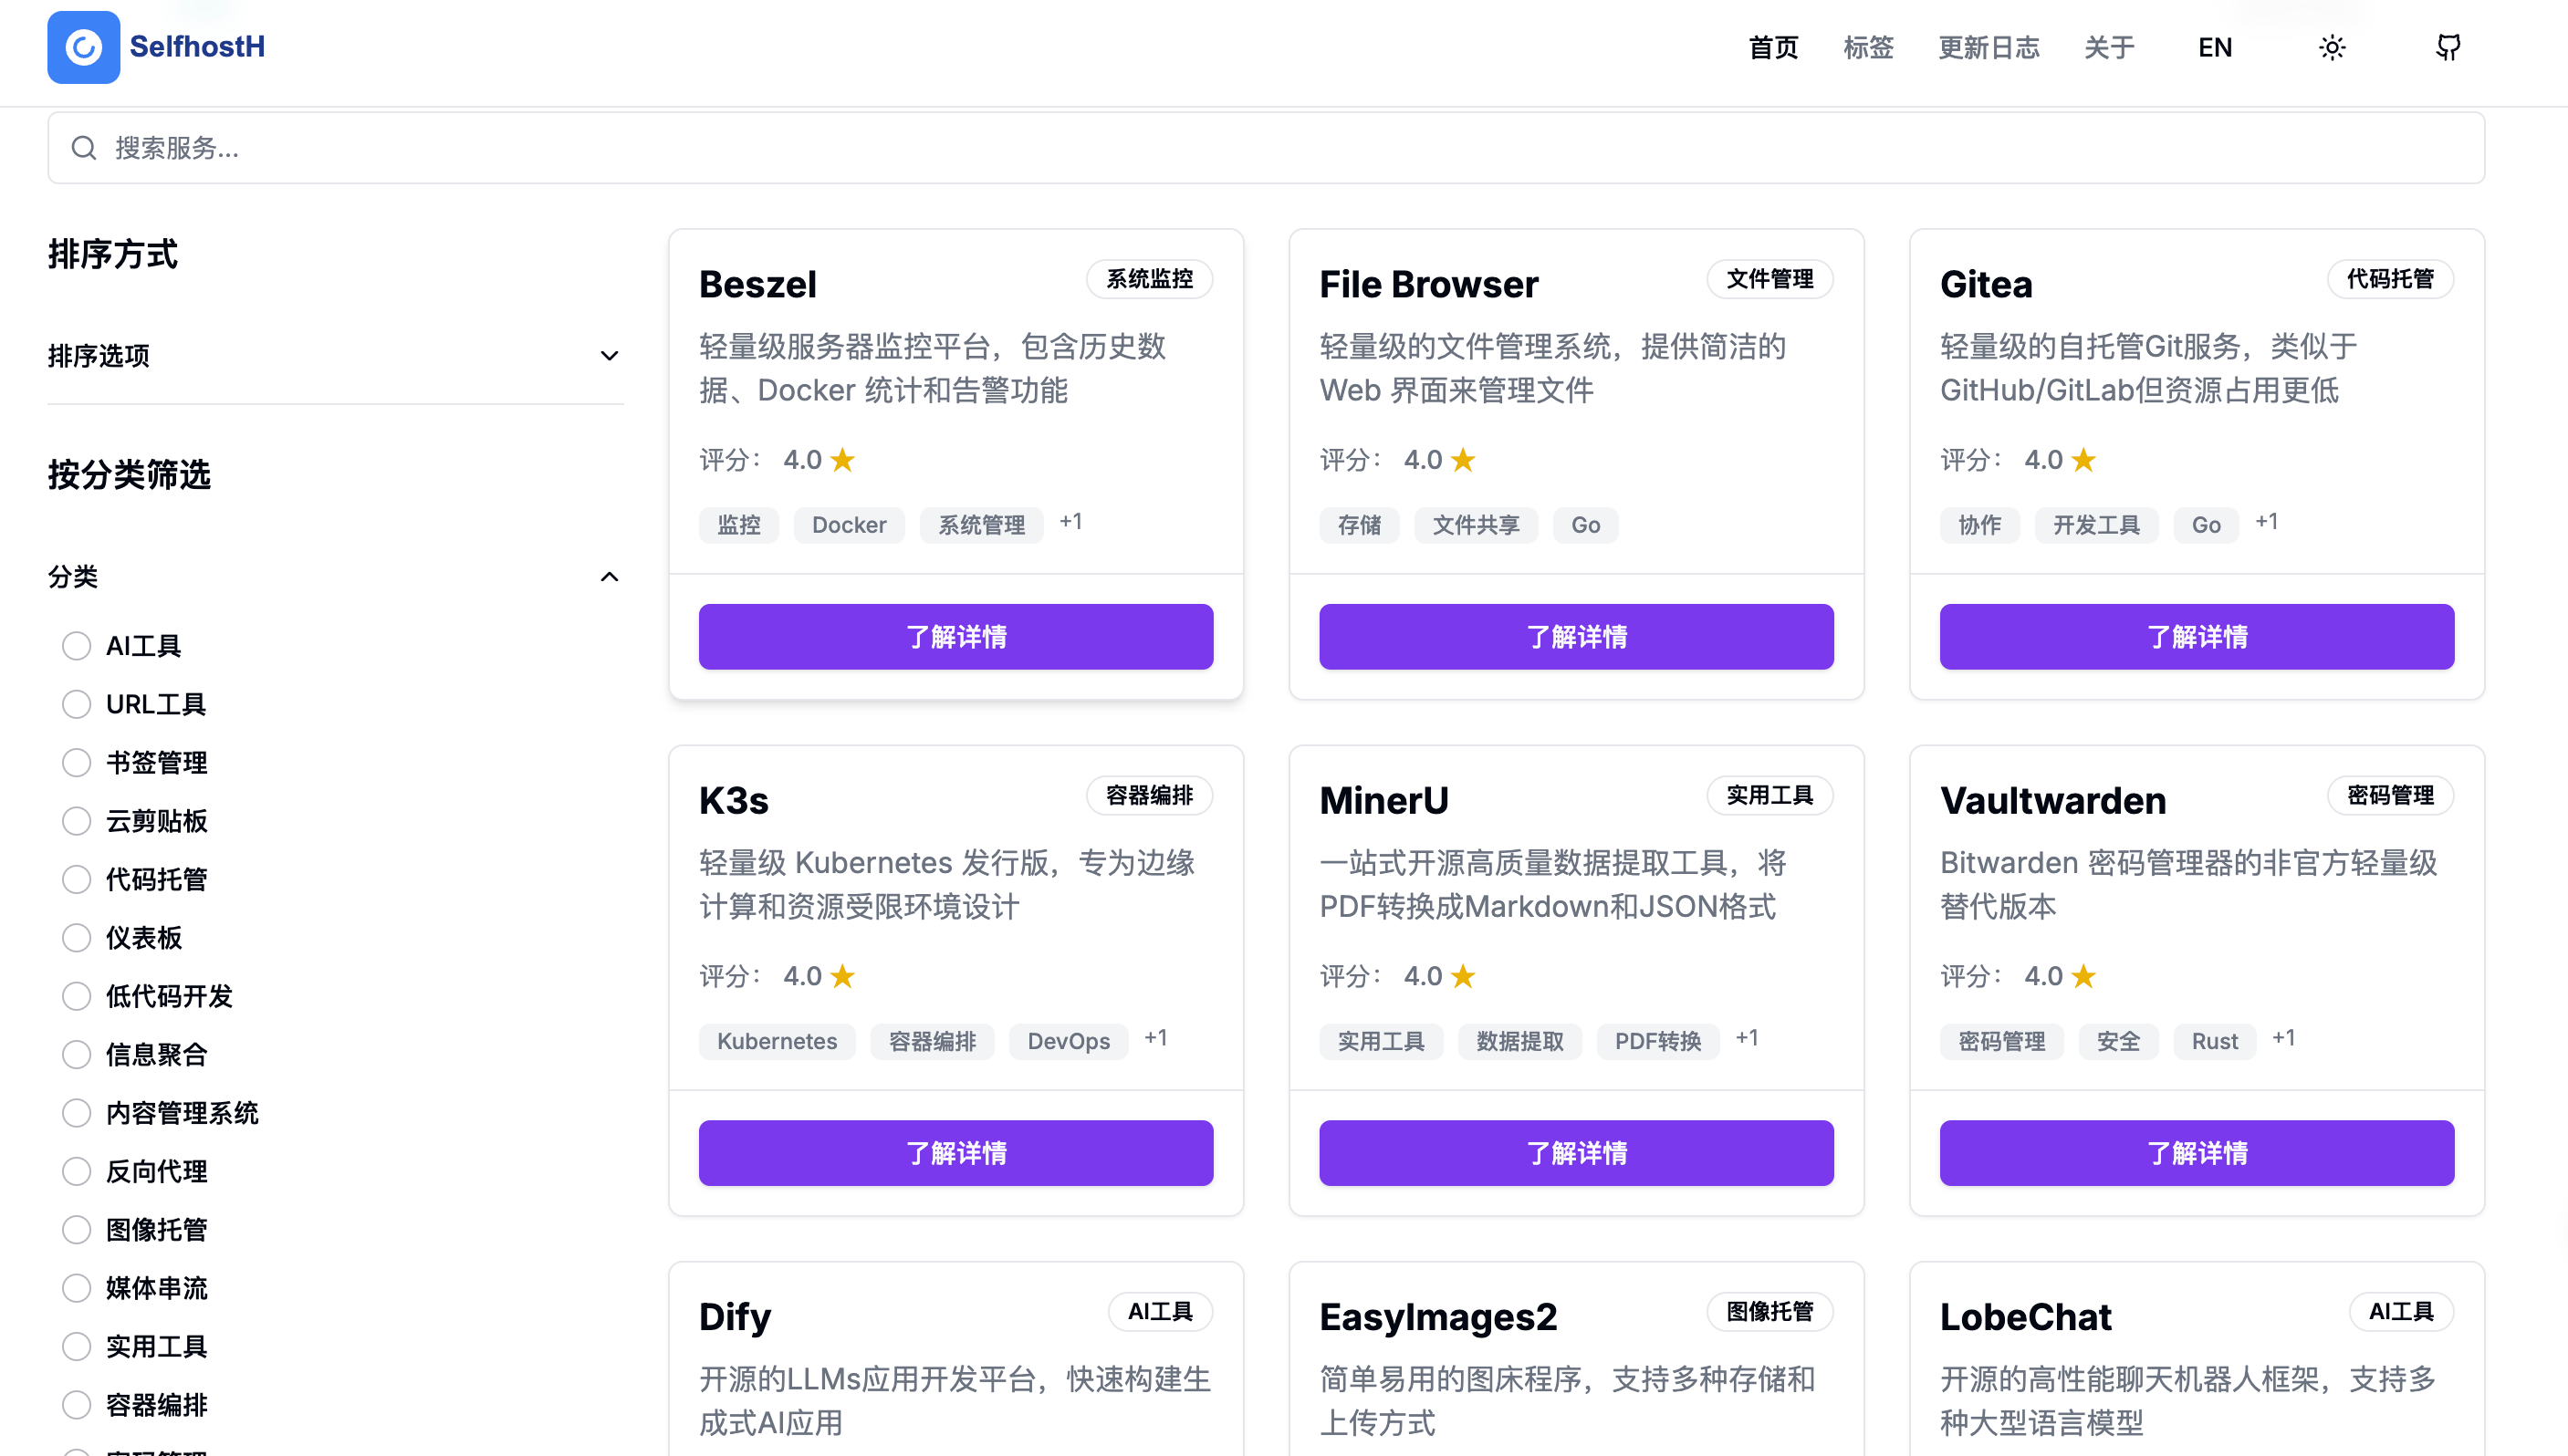 SelfhostH
首页 标签 更新日志 关于 EN
搜索服务...
排序方式
排序选项
按分类筛选
分类
AI工具
URL工具
书签管理
云剪贴板
代码托管
仪表板
低代码开发
信息聚合
内容管理系统
反向代理
图像托管
媒体串流
实用工具
容器编排
Beszel
系统监控
轻量级服务器监控平台，包含历史数
据、Docker 统计和告警功能
评分： 4.0 ★
监控 Docker 系统管理 +1
了解详情
File Browser
文件管理
轻量级的文件管理系统，提供简洁的
Web 界面来管理文件
评分： 4.0 ★
存储 文件共享 Go
了解详情
Gitea
代码托管
轻量级的自托管Git服务，类似于
GitHub/GitLab但资源占用更低
评分： 4.0 ★
协作 开发工具 Go +1
了解详情
K3s
容器编排
轻量级 Kubernetes 发行版，专为边缘
计算和资源受限环境设计
评分： 4.0 ★
Kubernetes 容器编排 DevOps +1
了解详情
MinerU
实用工具
一站式开源高质量数据提取工具，将
PDF转换成Markdown和JSON格式
评分： 4.0 ★
实用工具 数据提取 PDF转换 +1
了解详情
Vaultwarden
密码管理
Bitwarden 密码管理器的非官方轻量级
替代版本
评分： 4.0 ★
密码管理 安全 Rust +1
了解详情
Dify
AI工具
开源的LLMs应用开发平台，快速构建生
成式AI应用
EasyImages2
图像托管
简单易用的图床程序，支持多种存储和
上传方式
LobeChat
AI工具
开源的高性能聊天机器人框架，支持多
种大型语言模型